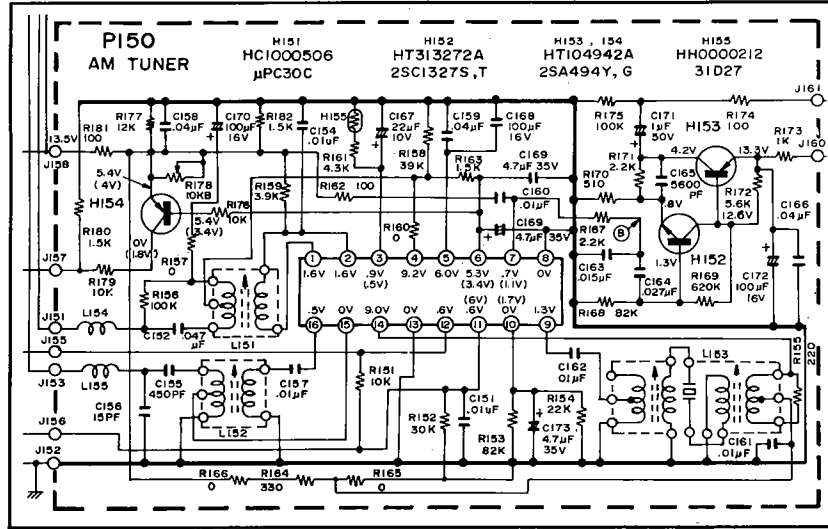 P150
AM TUNER
H151
HC1000506
μPC30C
H152
HT313272A
2SC1327S,T
H153 , 154
HT104942A
2SA494Y, G
H155
HH0000212
31D27
J161
R181
100
13.5V
J158
R177
12K
C158
.04μF
C170
100μF
16V
R182
1.5K
C154
.01μF
H155
R161
4.3K
C167
22μF
10V
R158
39K
C159
.04μF
C168
100μF
16V
R163
1.5K
C169
4.7μF 35V
R175
100K
C171
1μF
50V
R174
100
H153
R173
1K
J160
4.2V
13.3V
R171
2.2K
R170
510
C165
5600
PF
R172
5.6K
12.6V
C166
.04μF
.8V
5.4V
(4V)
R178
10KB
H154
R159
3.9K
R162
100
C160
.01μF
5.4V
(3.4V)
R176
10K
R160
0
C169
4.7μF
35V
R167
2.2K
B
H152
1.3V
R180
1.5K
0V
(1.8V)
R157
0
J157
R179
10K
C163
.015μF
C164
.027μF
R169
620K
C172
100μF
16V
R168
82K
1
2
3
4
5
6
7
8
1.6V
1.6V
.9V
(.5V)
9.2V
6.0V
5.3V
(3.4V)
.7V
(1.1V)
0V
(6V)
(1.7V)
.5V
0V
9.0V
0V
.6V
.6V
0V
1.3V
16
15
14
13
12
11
10
9
R156
100K
J151
L154
C152
.047
μF
L151
J155
J153
L155
C155
450PF
C156
15PF
L152
C157
.01μF
R151
10K
R152
30K
C151
.01μF
R153
82K
C173
4.7μF
35V
R154
22K
C162
.01μF
L153
R155
220
C161
.01μF
J156
J152
R166
0
R164
330
R165
0